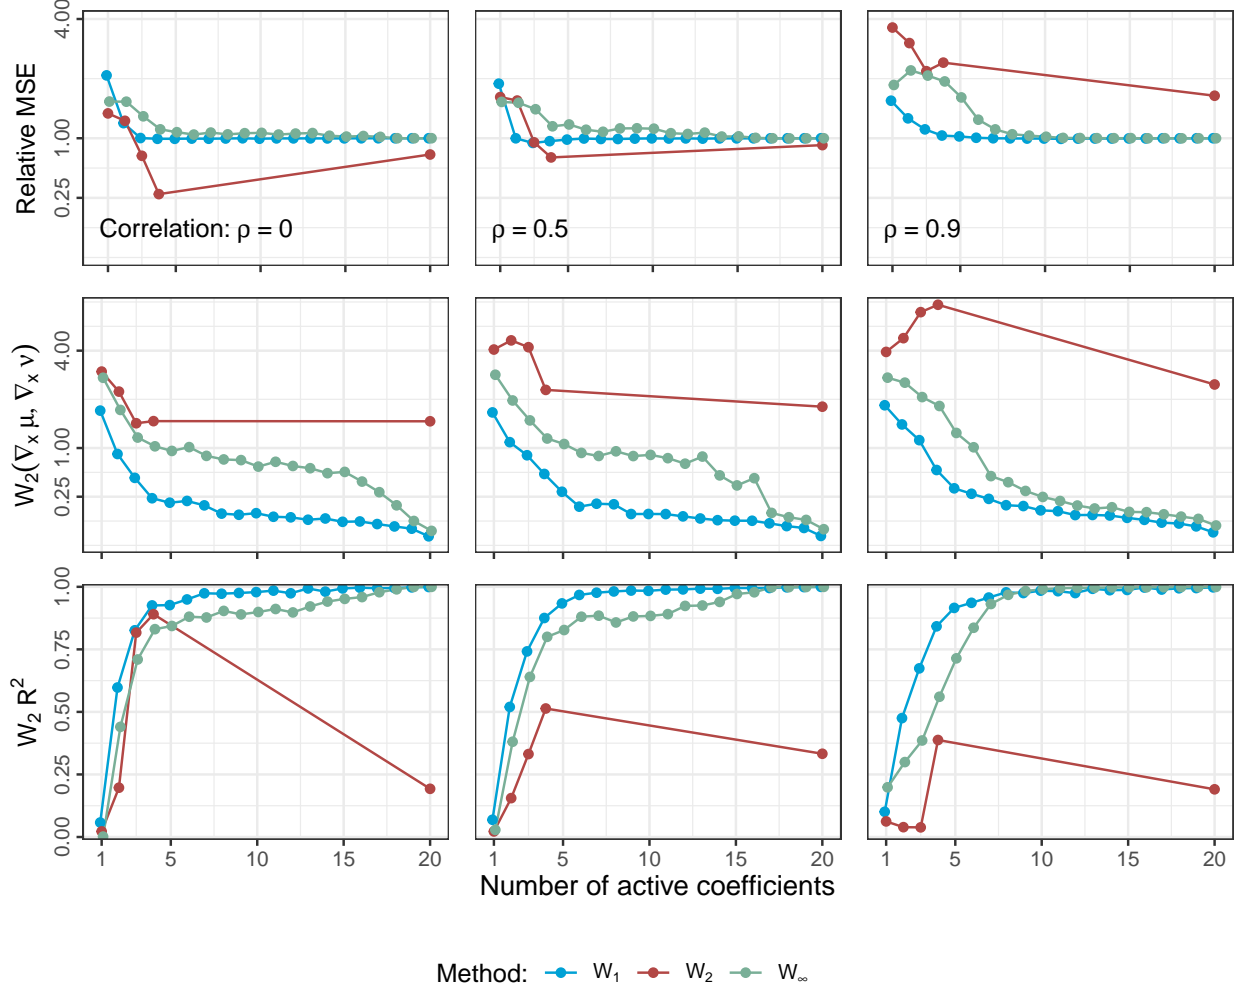 Relative MSE
4.00
1.00
0.25
Correlation: ρ = 0
ρ = 0.5
ρ = 0.9
W₂(∇ₓ μ, ∇ₓ ν)
4.00
1.00
0.25
W₂ R²
1.00
0.75
0.50
0.25
0.00
1 5 10 15 20
1 5 10 15 20
1 5 10 15 20
Number of active coefficients
Method: W₁ W₂ W∞